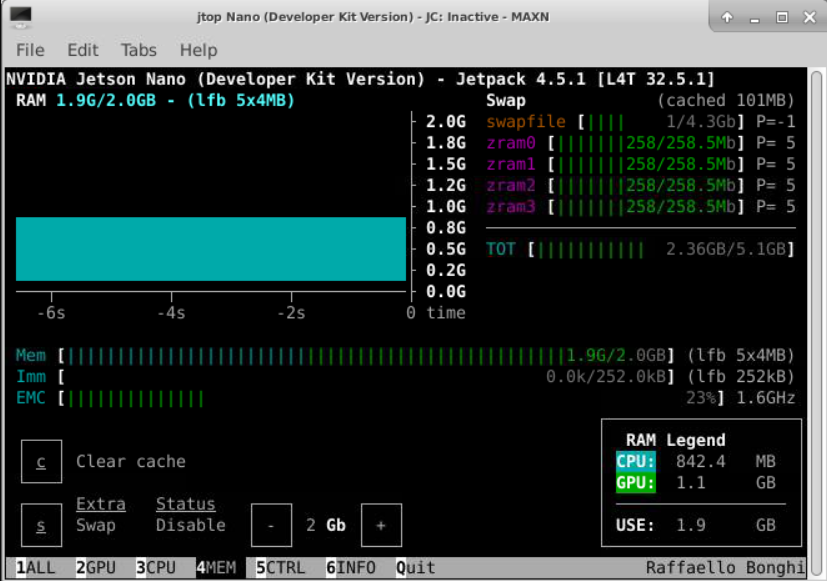 jtop Nano (Developer Kit Version) - JC: Inactive - MAXN
File Edit Tabs Help
NVIDIA Jetson Nano (Developer Kit Version) - Jetpack 4.5.1 [L4T 32.5.1]
RAM 1.9G/2.0GB - (lfb 5x4MB)
2.0G
1.8G
1.5G
1.2G
1.0G
0.8G
0.5G
0.2G
0.0G
-6s -4s -2s 0 time
Swap (cached 101MB)
swapfile [|||| 1/4.3Gb] P=-1
zram0 [|||||||258/258.5Mb] P= 5
zram1 [|||||||258/258.5Mb] P= 5
zram2 [|||||||258/258.5Mb] P= 5
zram3 [|||||||258/258.5Mb] P= 5
TOT [||||||||||| 2.36GB/5.1GB]
Mem [||||||||||||||||||||||||||||||||||||||||||||||||||1.9G/2.0GB] (lfb 5x4MB)
Imm [ 0.0k/252.0kB] (lfb 252kB)
EMC [|||||||||||||| 23%] 1.6GHz
c Clear cache
Extra Status
s Swap Disable - 2 Gb +
RAM Legend
CPU: 842.4 MB
GPU: 1.1 GB
USE: 1.9 GB
1ALL 2GPU 3CPU 4MEM 5CTRL 6INFO Quit Raffaello Bonghi